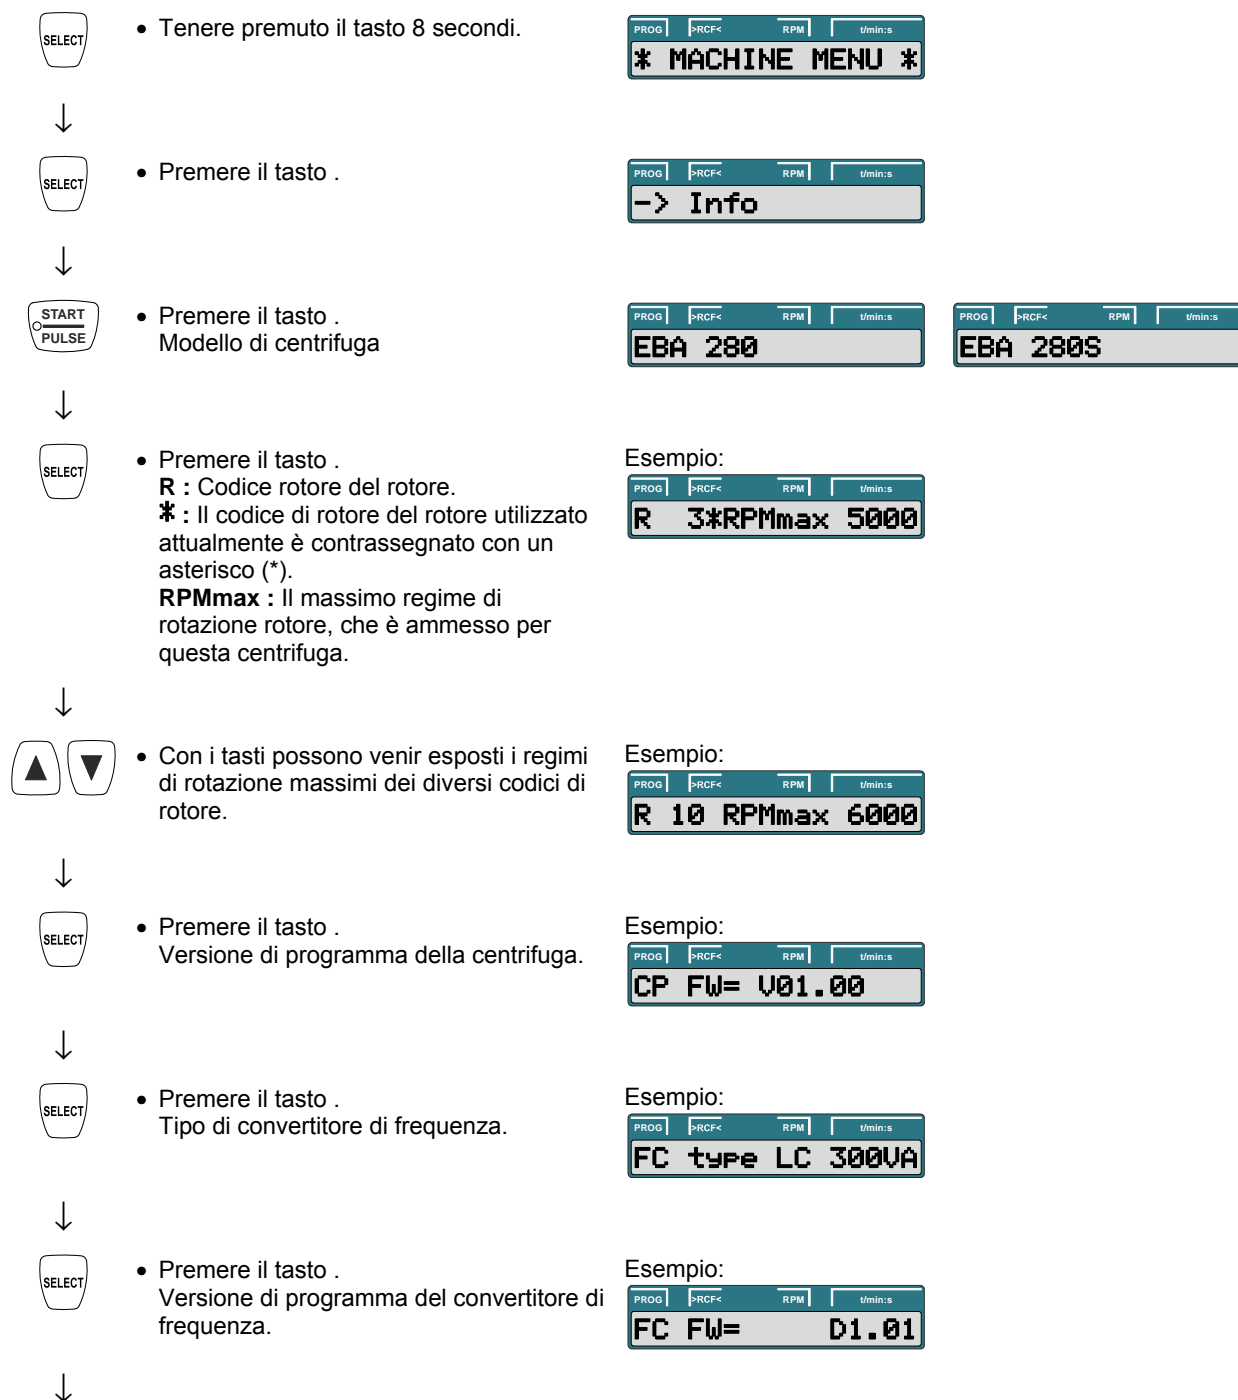 SELECT
• Tenere premuto il tasto 8 secondi.
PROG >RCF< RPM t/min:s
* MACHINE MENU *
↓
SELECT
• Premere il tasto .
PROG >RCF< RPM t/min:s
-> Info
↓
START
PULSE
• Premere il tasto .
Modello di centrifuga
PROG >RCF< RPM t/min:s
EBA 280
PROG >RCF< RPM t/min:s
EBA 280S
↓
SELECT
• Premere il tasto .
R : Codice rotore del rotore.
* : Il codice di rotore del rotore utilizzato
attualmente è contrassegnato con un
asterisco (*).
RPMmax : Il massimo regime di
rotazione rotore, che è ammesso per
questa centrifuga.
Esempio:
PROG >RCF< RPM t/min:s
R 3*RPMmax 5000
↓
▲ ▼
• Con i tasti possono venir esposti i regimi
di rotazione massimi dei diversi codici di
rotore.
Esempio:
PROG >RCF< RPM t/min:s
R 10 RPMmax 6000
↓
SELECT
• Premere il tasto .
Versione di programma della centrifuga.
Esempio:
PROG >RCF< RPM t/min:s
CP FW= V01.00
↓
SELECT
• Premere il tasto .
Tipo di convertitore di frequenza.
Esempio:
PROG >RCF< RPM t/min:s
FC type LC 300VA
↓
SELECT
• Premere il tasto .
Versione di programma del convertitore di
frequenza.
Esempio:
PROG >RCF< RPM t/min:s
FC FW= D1.01
↓